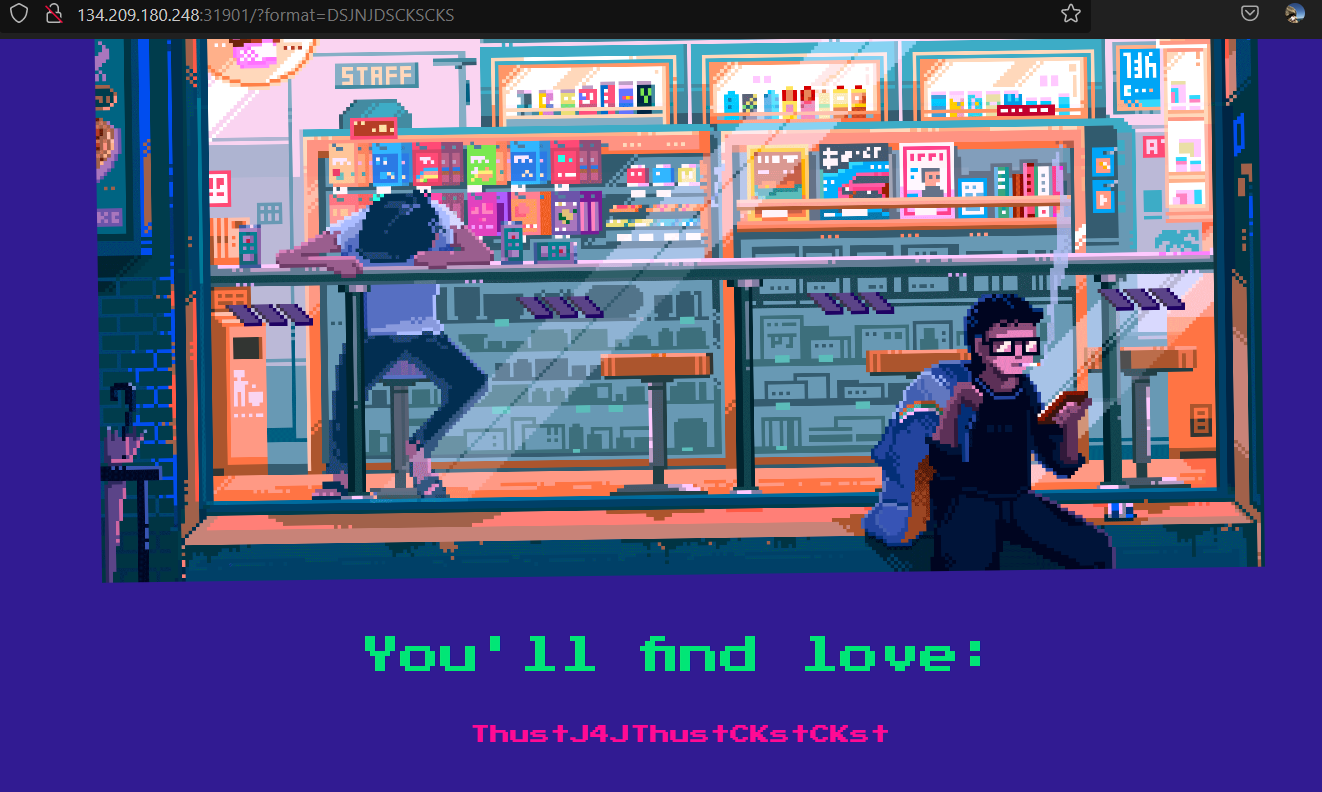 134.209.180.248:31901/?format=DSJNJDSCKSCKS
STAFF
You'll find love:
ThustJ4JThustCKstCKst